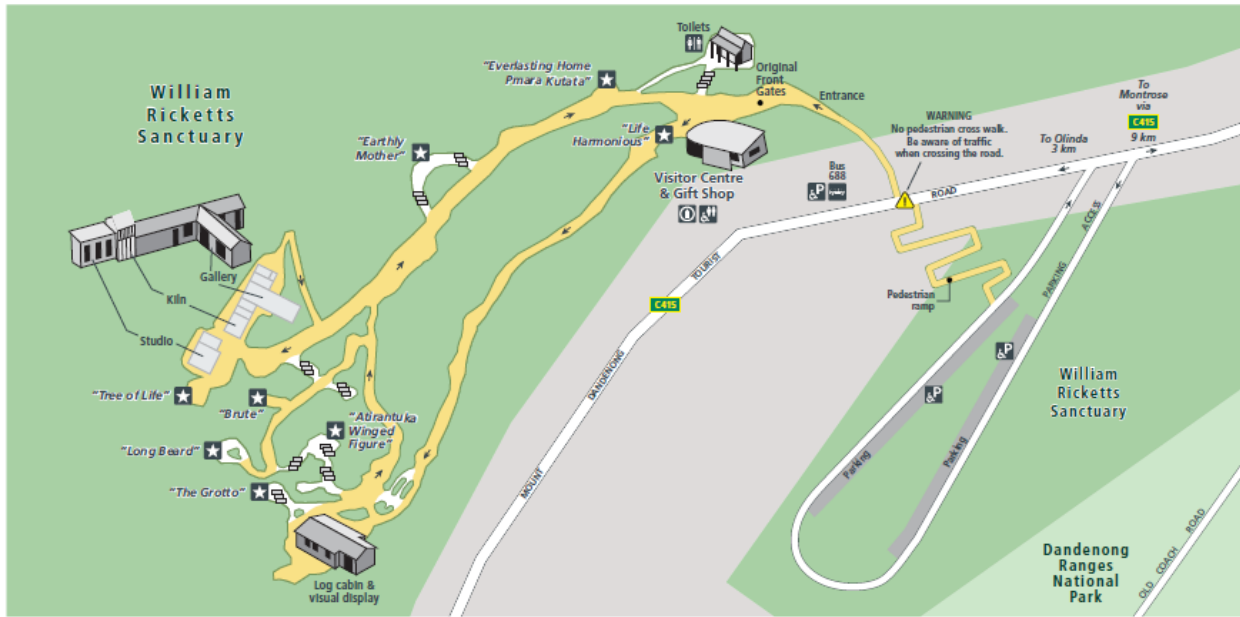 Toilets
"Everlasting Home
Pmara Kutata"
Original
Front
Gates
Entrance
To
Montrose
via
C415
9 km
William
Ricketts
Sanctuary
"Earthly
Mother"
"Life
Harmonious"
WARNING
No pedestrian cross walk.
Be aware of traffic
when crossing the road.
To Olinda
3 km
Visitor Centre
& Gift Shop
Bus
688
P
ROAD
ACCESS
PARKING
TOURIST
C415
DANDENONG
MOUNT
Pedestrian
ramp
Gallery
Kiln
Studio
"Tree of Life"
"Brute"
"Atirantuka
Winged
Figure"
"Long Beard"
"The Grotto"
Log cabin &
visual display
P
P
Parking
Parking
William
Ricketts
Sanctuary
Dandenong
Ranges
National
Park
OLD COACH ROAD